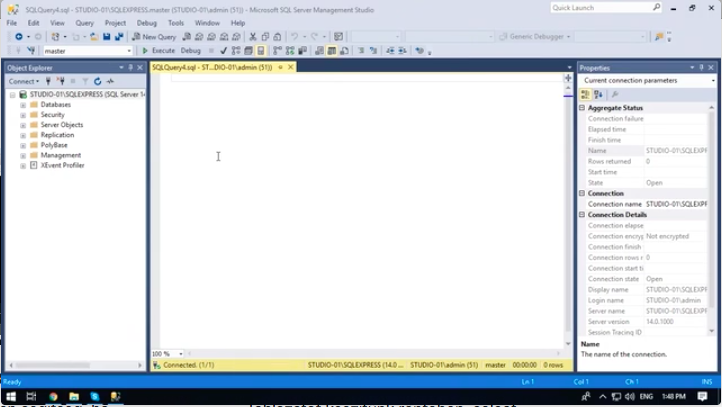 SQLQuery4.sql - STUDIO-01\SQLEXPRESS.master (STUDIO-01\admin (51)) - Microsoft SQL Server Management Studio
Quick Launch
File Edit View Query Project Debug Tools Window Help
New Query
Generic Debugger
master
Execute Debug
Object Explorer
Connect
STUDIO-01\SQLEXPRESS (SQL Server 14
Databases
Security
Server Objects
Replication
PolyBase
Management
XEvent Profiler
SQLQuery4.sql - ST...DIO-01\admin (51))
100 %
Connected. (1/1)
STUDIO-01\SQLEXPRESS (14.0 ...
STUDIO-01\admin (51)
master
00:00:00
0 rows
Properties
Current connection parameters
Aggregate Status
Connection failure
Elapsed time
Finish time
Name STUDIO-01\SQLEXPR
Rows returned 0
Start time
State Open
Connection
Connection name STUDIO-01\SQLEXPR
Connection Details
Connection elapse
Connection encryp Not encrypted
Connection finish
Connection rows r 0
Connection start ti
Connection state Open
Display name STUDIO-01\SQLEXPR
Login name STUDIO-01\admin
Server name STUDIO-01\SQLEXPR
Server version 14.0.1000
Session Tracing ID
Name
The name of the connection.
Ready
Ln 1
Col 1
Ch 1
INS
ENG
1:48 PM